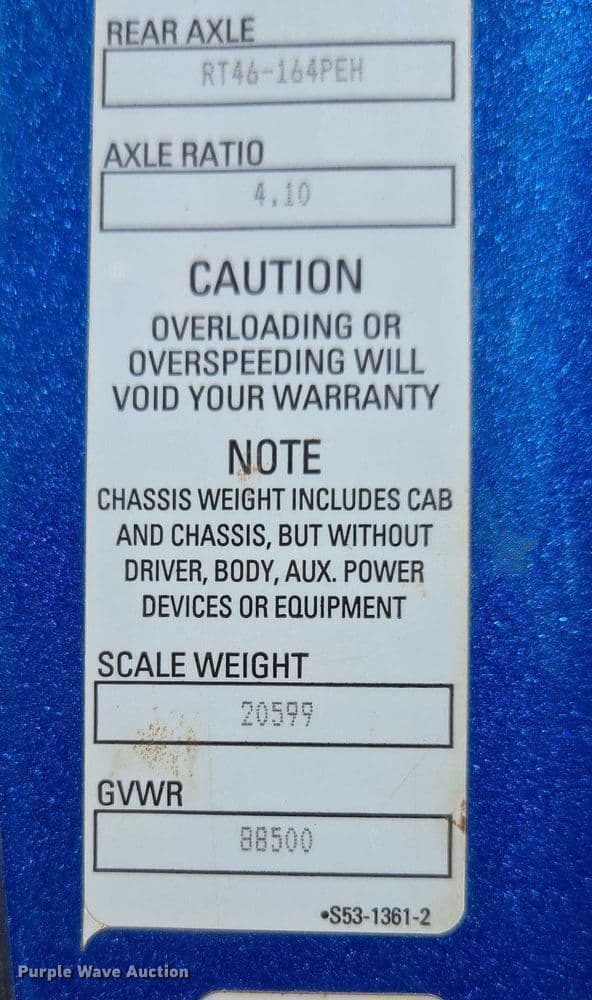 REAR AXLE
RT46-164PEH
AXLE RATIO
4.10
CAUTION
OVERLOADING OR
OVERSPEEDING WILL
VOID YOUR WARRANTY
NOTE
CHASSIS WEIGHT INCLUDES CAB
AND CHASSIS, BUT WITHOUT
DRIVER, BODY, AUX. POWER
DEVICES OR EQUIPMENT
SCALE WEIGHT
20599
GVWR
88500
•S53-1361-2
Purple Wave Auction